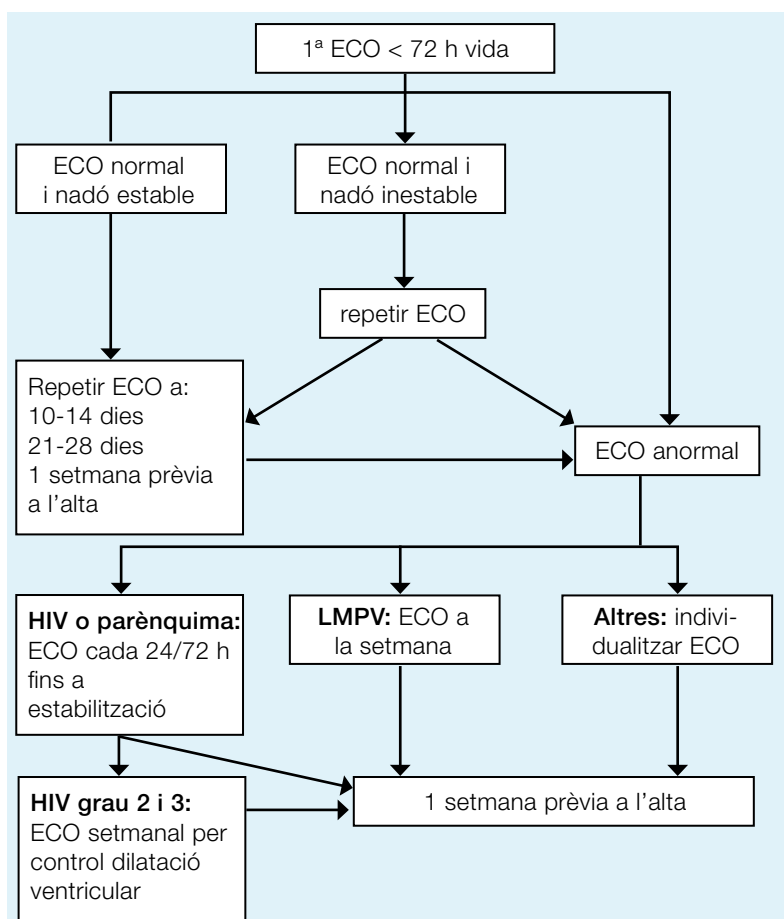 1ª ECO < 72 h vida
ECO normal
i nadó estable
ECO normal i
nadó inestable
repetir ECO
Repetir ECO a:
10-14 dies
21-28 dies
1 setmana prèvia
a l’alta
ECO anormal
HIV o parènquima:
ECO cada 24/72 h
fins a
estabilització
LMPV: ECO a
la setmana
Altres: indivi-
dualitzar ECO
HIV grau 2 i 3:
ECO setmanal per
control dilatació
ventricular
1 setmana prèvia a l’alta